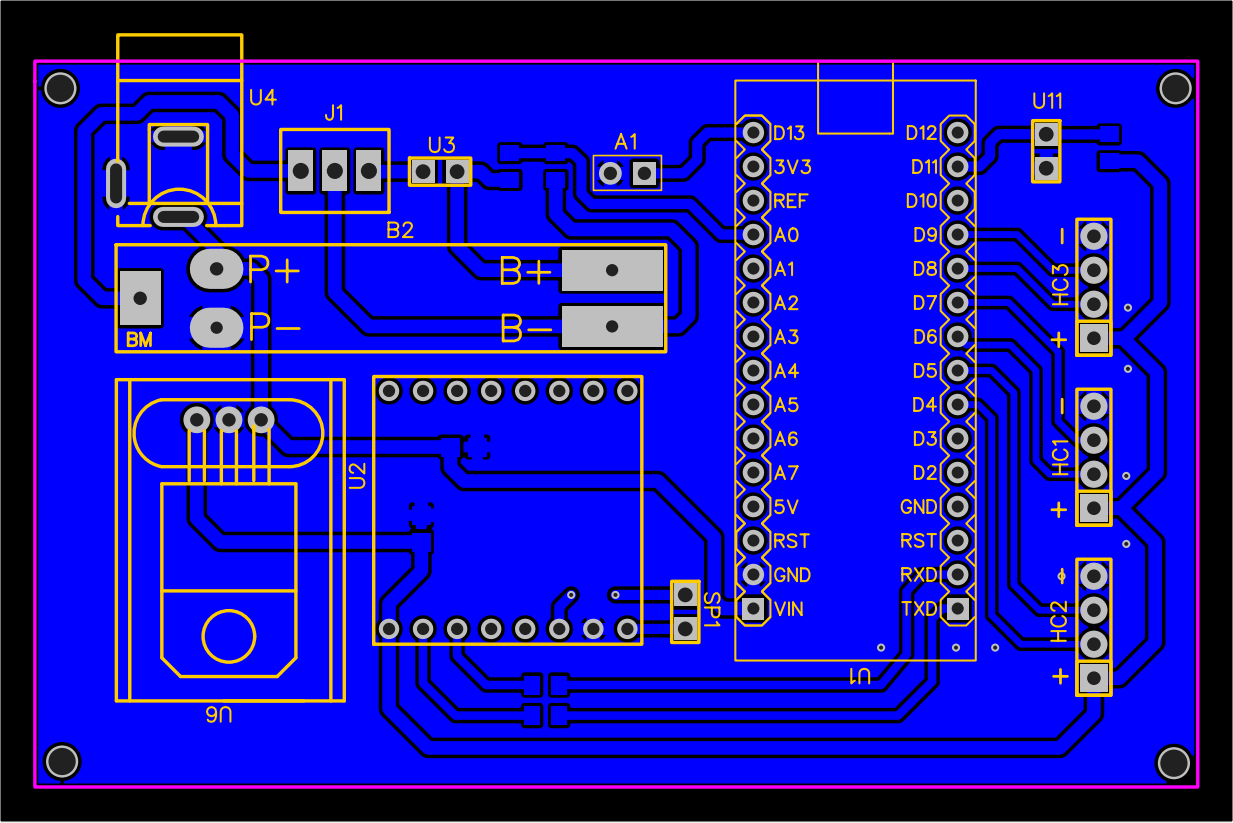 U4
J1
U3
A1
U11
B2
P+
B+
P-
B-
BM
U2
U6
SP1
U1
D13
3V3
REF
A0
A1
A2
A3
A4
A5
A6
A7
5V
RST
GND
VIN
D12
D11
D10
D9
D8
D7
D6
D5
D4
D3
D2
GND
RST
RXD
TXD
-
HC3
+
-
HC1
+
-
HC2
+